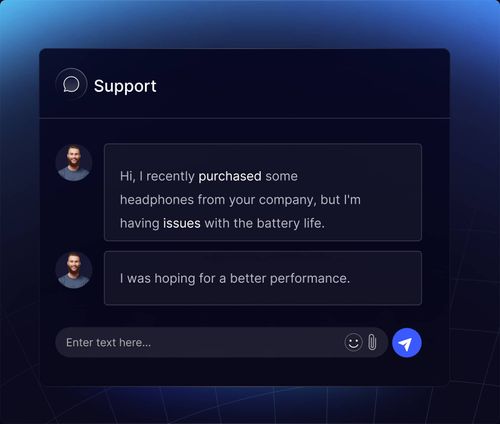 Support
Hi, I recently purchased some
headphones from your company, but I'm
having issues with the battery life.
I was hoping for a better performance.
Enter text here...